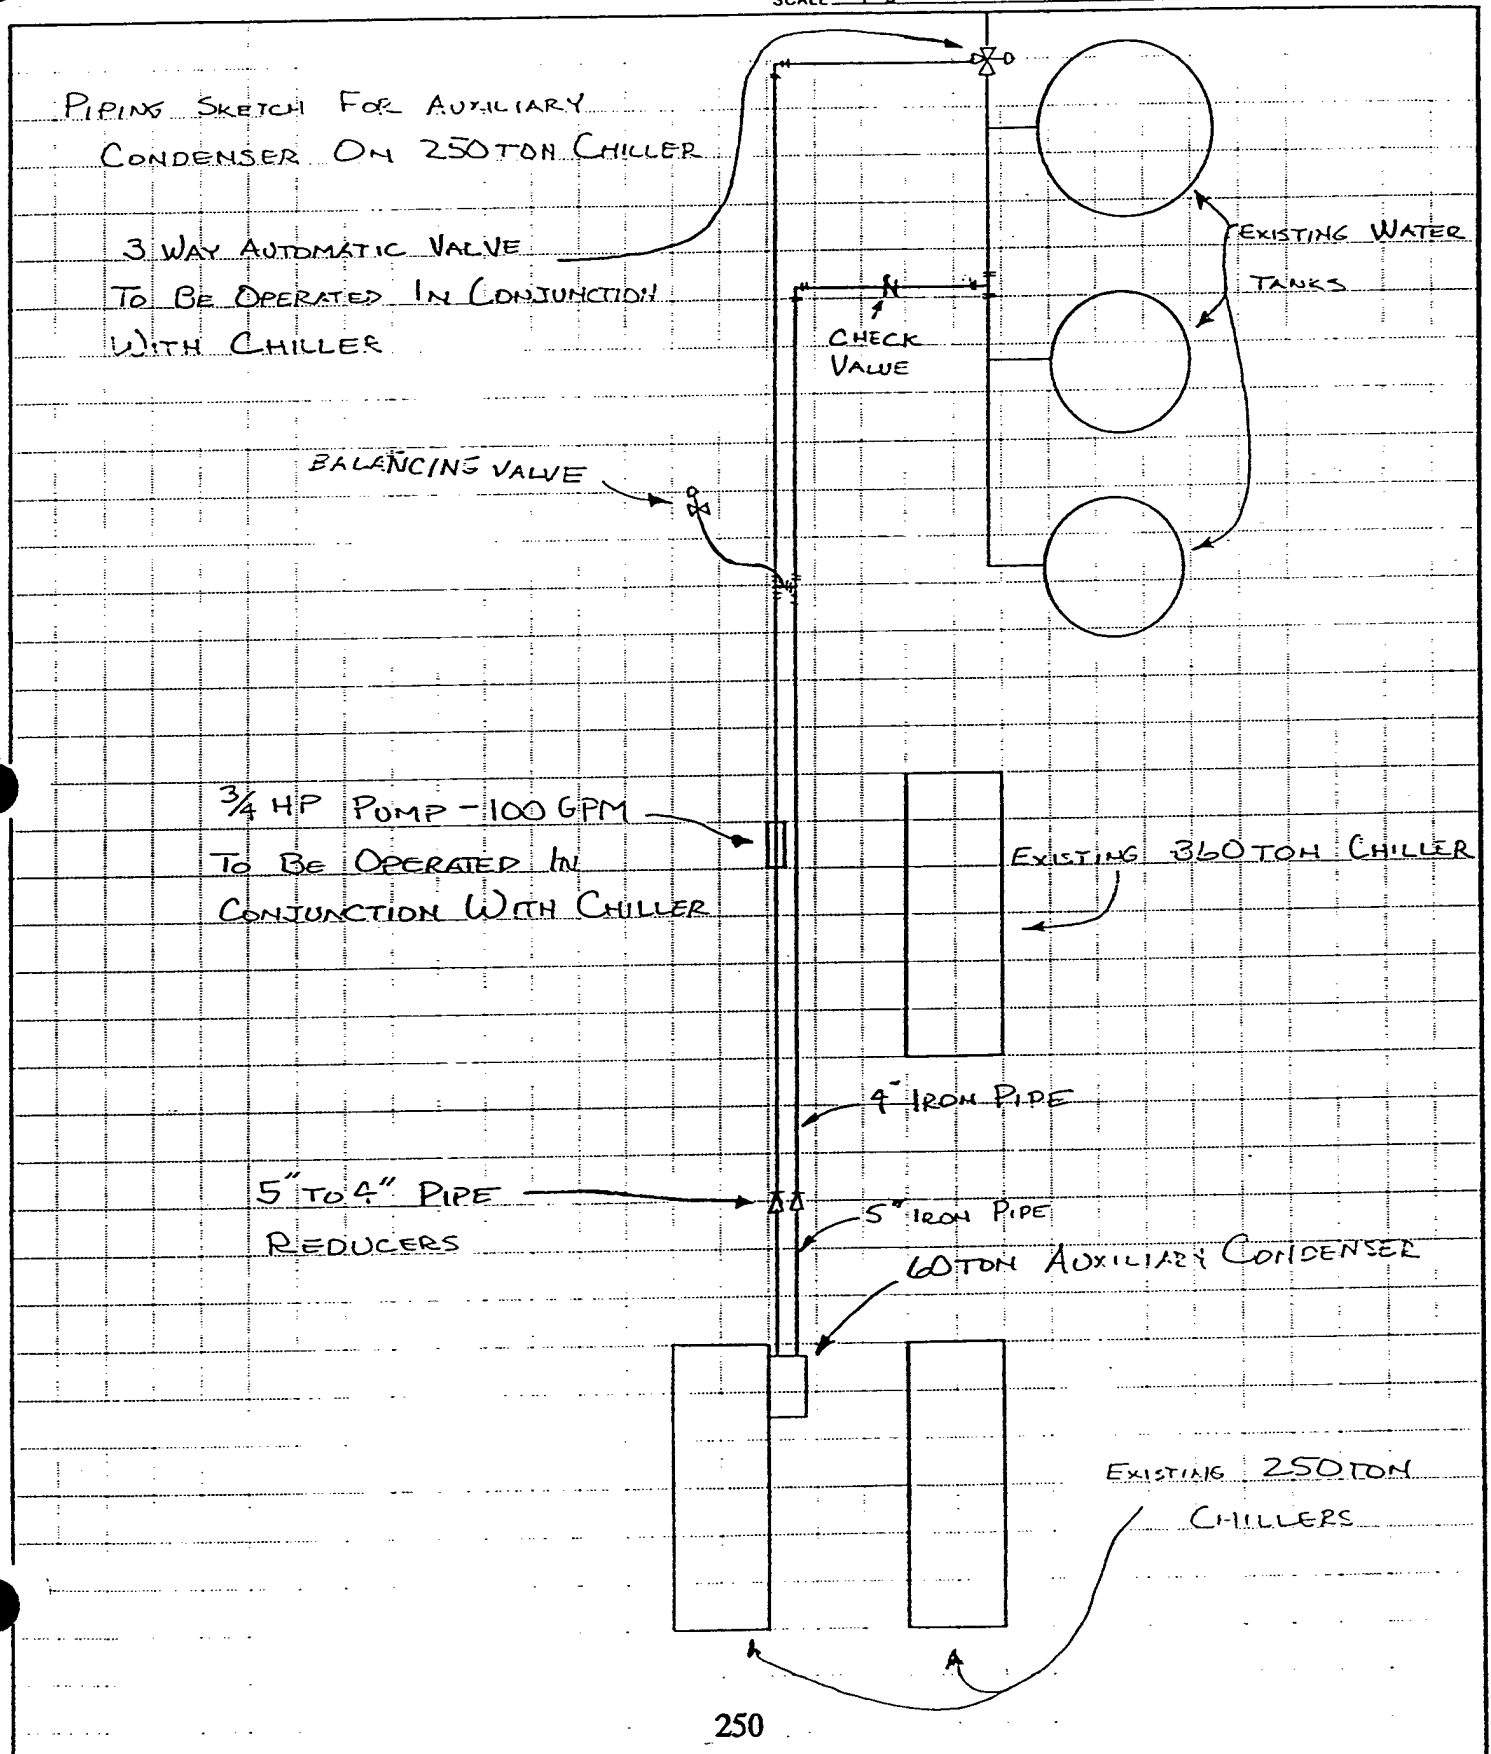 SCALE
PIPING SKETCH FOR AUXILIARY
CONDENSER ON 250 TON CHILLER
3 WAY AUTOMATIC VALVE
TO BE OPERATED IN CONJUNCTION
WITH CHILLER
EXISTING WATER
TANKS
CHECK
VALUE
BALANCING VALVE
3/4 HP PUMP - 100 GPM
TO BE OPERATED IN
CONJUNCTION WITH CHILLER
EXISTING 360 TON CHILLER
4" IRON PIPE
5" TO 4" PIPE
REDUCERS
5" IRON PIPE
60 TON AUXILIARY CONDENSER
EXISTING 250 TON
CHILLERS
250